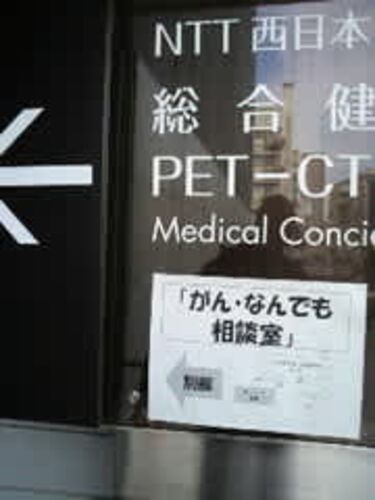 NTT 西日本
総合健
PET-CT
Medical Concie
「がん・なんでも
相談室」
別館